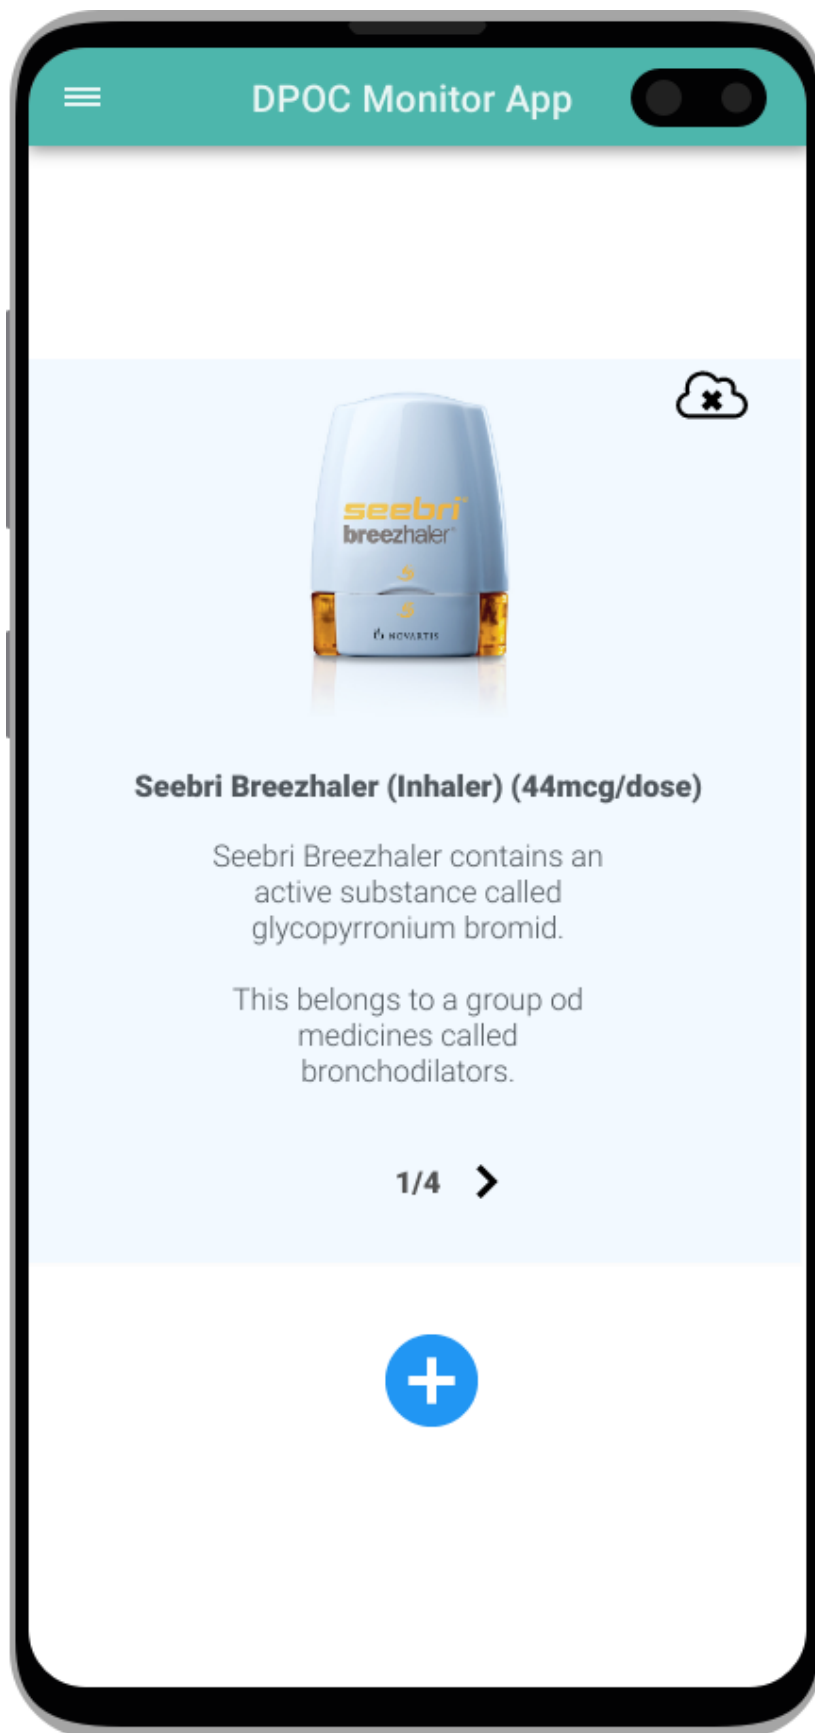 DPOC Monitor App
seebri
breezhaler
NOVARTIS
Seebri Breezhaler (Inhaler) (44mcg/dose)
Seebri Breezhaler contains an
active substance called
glycopyrronium bromid.
This belongs to a group od
medicines called
bronchodilators.
1/4